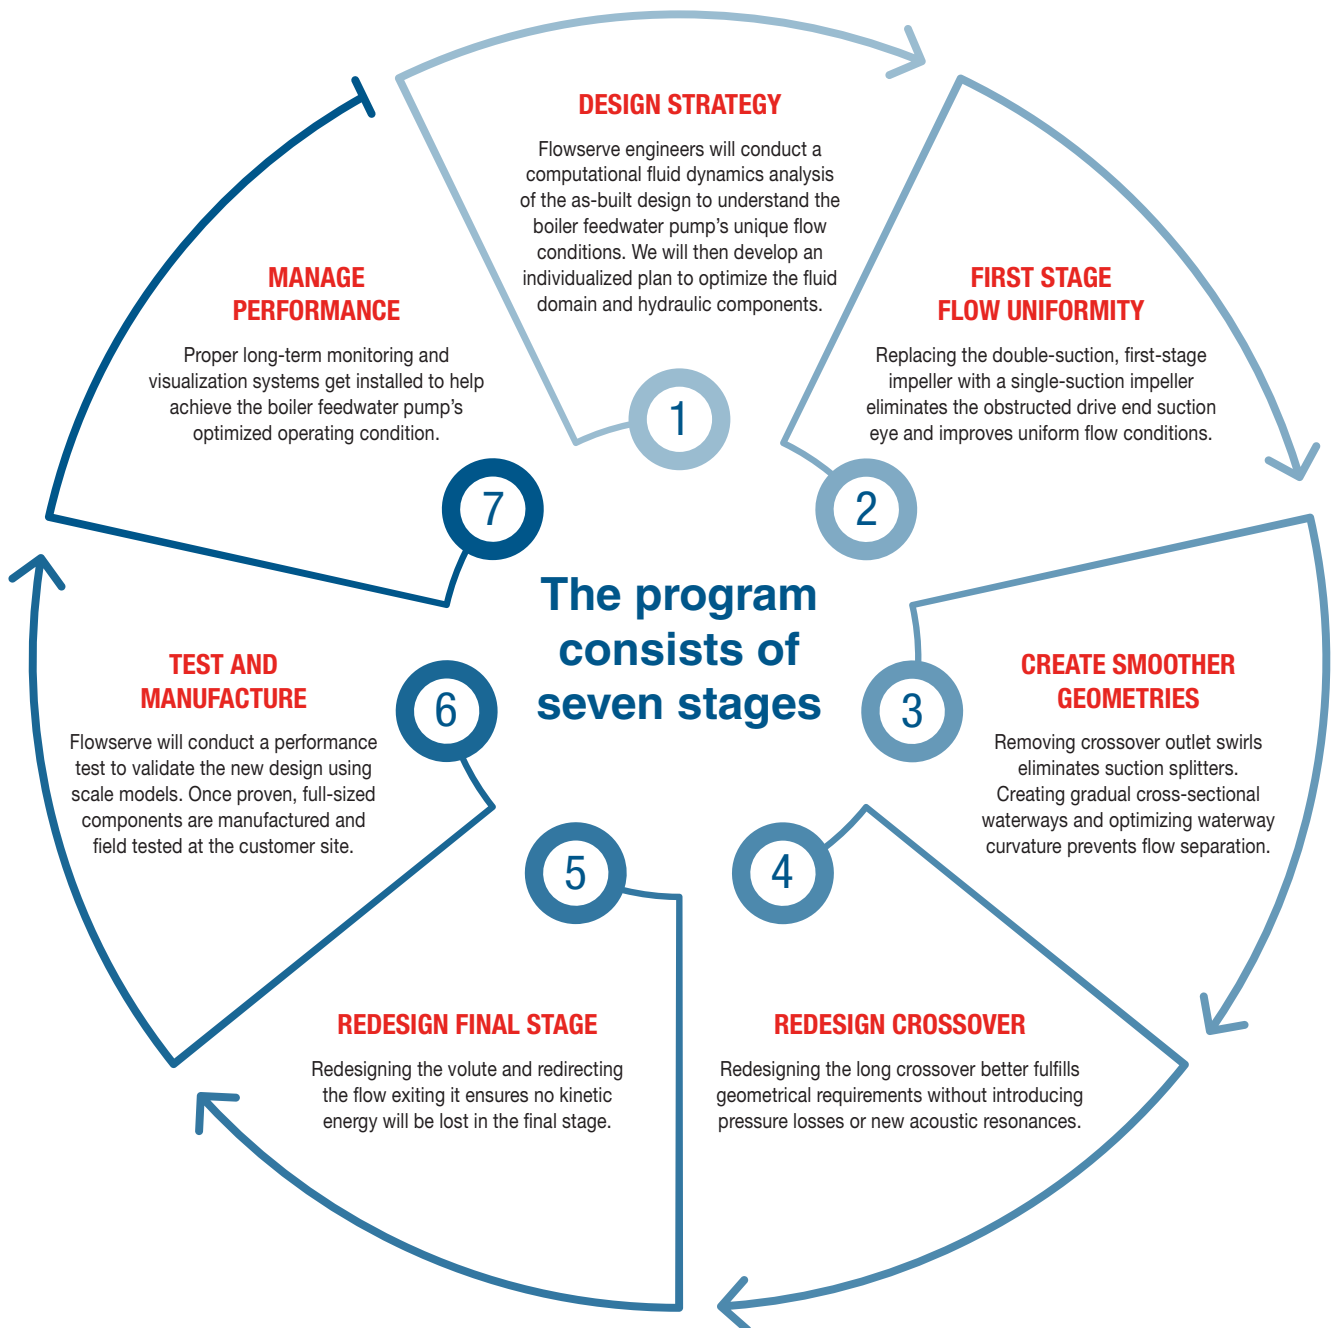 DESIGN STRATEGY
Flowserve engineers will conduct a
computational fluid dynamics analysis
of the as-built design to understand the
boiler feedwater pump’s unique flow
conditions. We will then develop an
individualized plan to optimize the fluid
domain and hydraulic components.
1
FIRST STAGE
FLOW UNIFORMITY
Replacing the double-suction, first-stage
impeller with a single-suction impeller
eliminates the obstructed drive end suction
eye and improves uniform flow conditions.
2
CREATE SMOOTHER
GEOMETRIES
Removing crossover outlet swirls
eliminates suction splitters.
Creating gradual cross-sectional
waterways and optimizing waterway
curvature prevents flow separation.
3
REDESIGN CROSSOVER
Redesigning the long crossover better fulfills
geometrical requirements without introducing
pressure losses or new acoustic resonances.
4
REDESIGN FINAL STAGE
Redesigning the volute and redirecting
the flow exiting it ensures no kinetic
energy will be lost in the final stage.
5
TEST AND
MANUFACTURE
Flowserve will conduct a performance
test to validate the new design using
scale models. Once proven, full-sized
components are manufactured and
field tested at the customer site.
6
MANAGE
PERFORMANCE
Proper long-term monitoring and
visualization systems get installed to help
achieve the boiler feedwater pump’s
optimized operating condition.
7
The program
consists of
seven stages